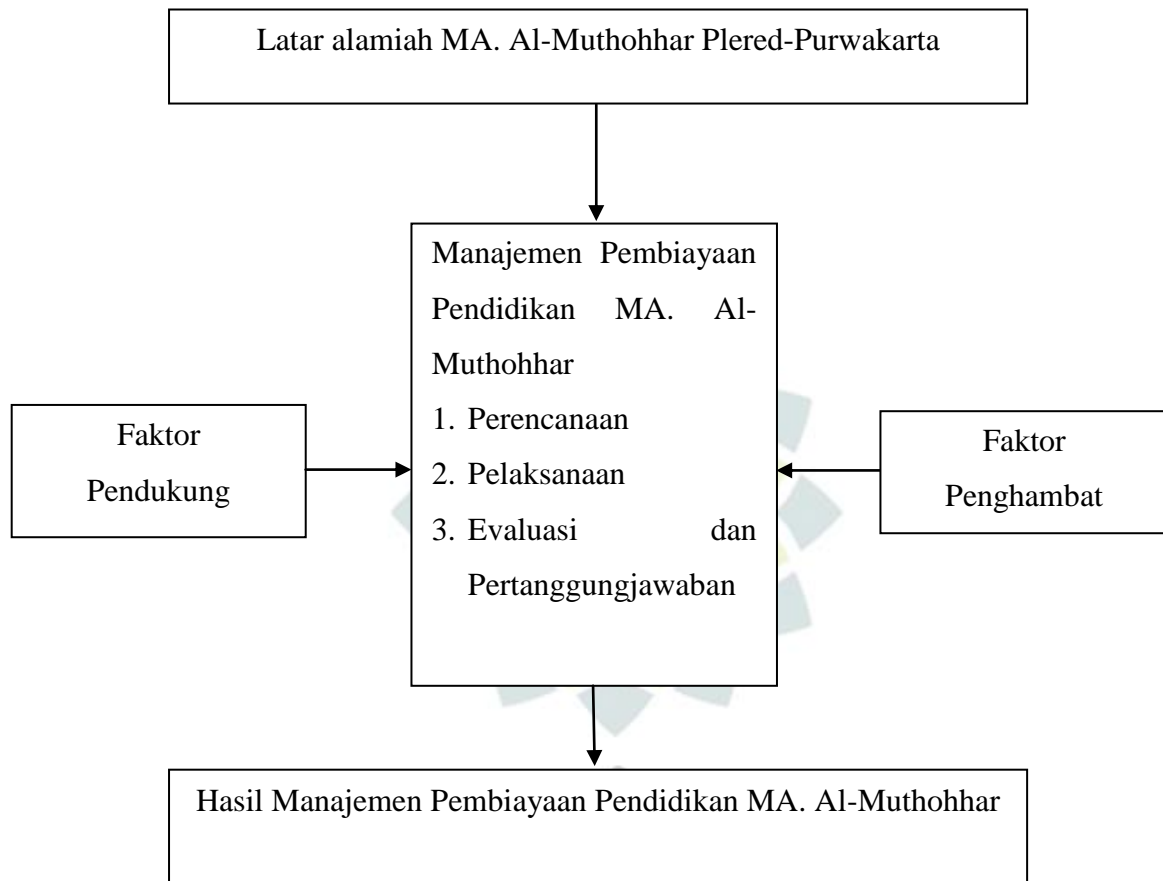 Latar alamiah MA. Al-Muthohhar Plered-Purwakarta
Manajemen Pembiayaan
Pendidikan MA. Al-
Muthohhar
1. Perencanaan
2. Pelaksanaan
3. Evaluasi dan
Pertanggungjawaban
Faktor
Pendukung
Faktor
Penghambat
Hasil Manajemen Pembiayaan Pendidikan MA. Al-Muthohhar